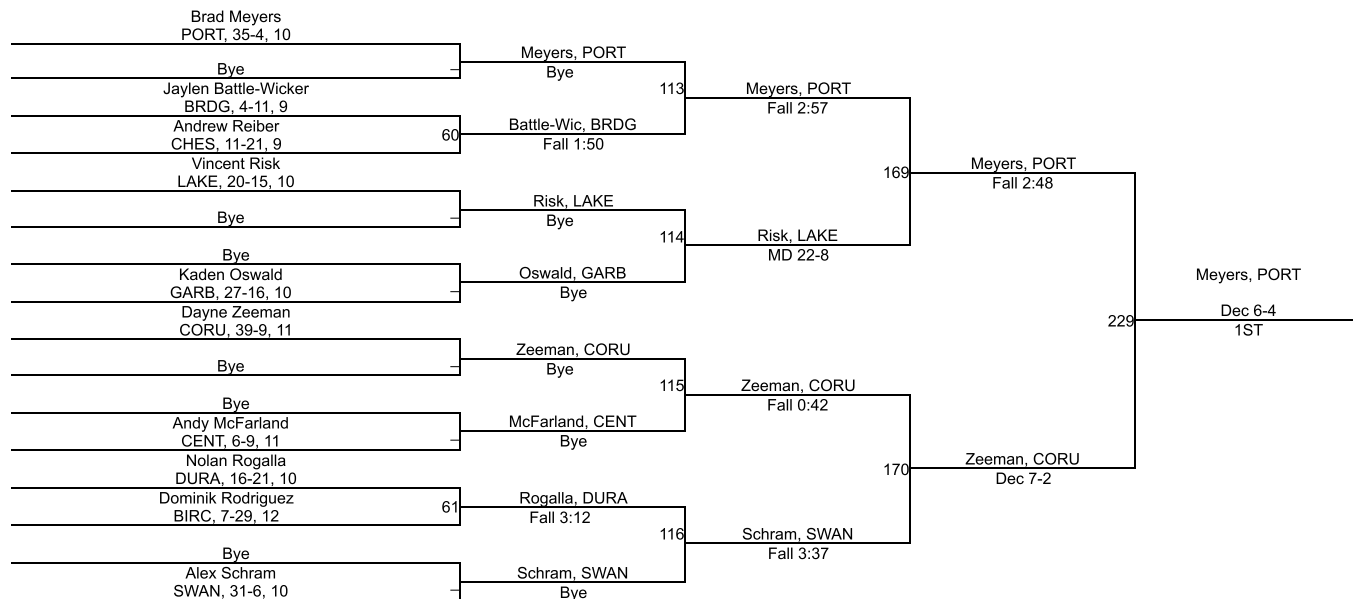 Brad Meyers
PORT, 35-4, 10
Bye
Jaylen Battle-Wicker
BRDG, 4-11, 9
Andrew Reiber
CHES, 11-21, 9
Vincent Risk
LAKE, 20-15, 10
Bye
Bye
Kaden Oswald
GARB, 27-16, 10
Dayne Zeeman
CORU, 39-9, 11
Bye
Bye
Andy McFarland
CENT, 6-9, 11
Nolan Rogalla
DURA, 16-21, 10
Dominik Rodriguez
BIRC, 7-29, 12
Bye
Alex Schram
SWAN, 31-6, 10
–
60
–
–
–
–
61
–
Meyers, PORT
Bye
Battle-Wic, BRDG
Fall 1:50
Risk, LAKE
Bye
Oswald, GARB
Bye
Zeeman, CORU
Bye
McFarland, CENT
Bye
Rogalla, DURA
Fall 3:12
Schram, SWAN
Bye
113
114
115
116
Meyers, PORT
Fall 2:57
Risk, LAKE
MD 22-8
Zeeman, CORU
Fall 0:42
Schram, SWAN
Fall 3:37
169
170
Meyers, PORT
Fall 2:48
Zeeman, CORU
Dec 7-2
229
Meyers, PORT
Dec 6-4
1ST